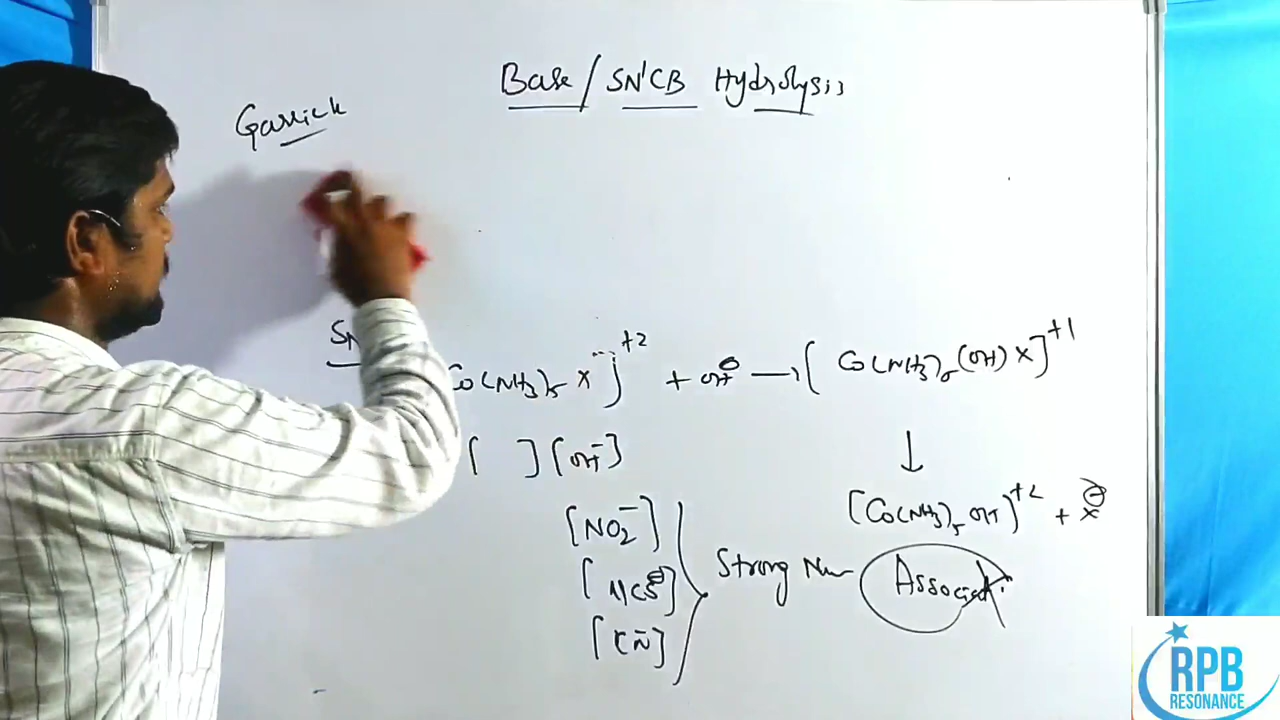 Base / SN'CB Hydrolysis
Garrick
SN
Co(NH3)5 X ]+2 + OH⊖ → [ Co(NH3)5 (OH) X ]+1
[ ] [OH-]
↓
[Co(NH3)5 OH]+2 + X⊖
[NO2-]
[NCS⊖]
[CN-]
Strong Nu
Associat.
RPB
RESONANCE